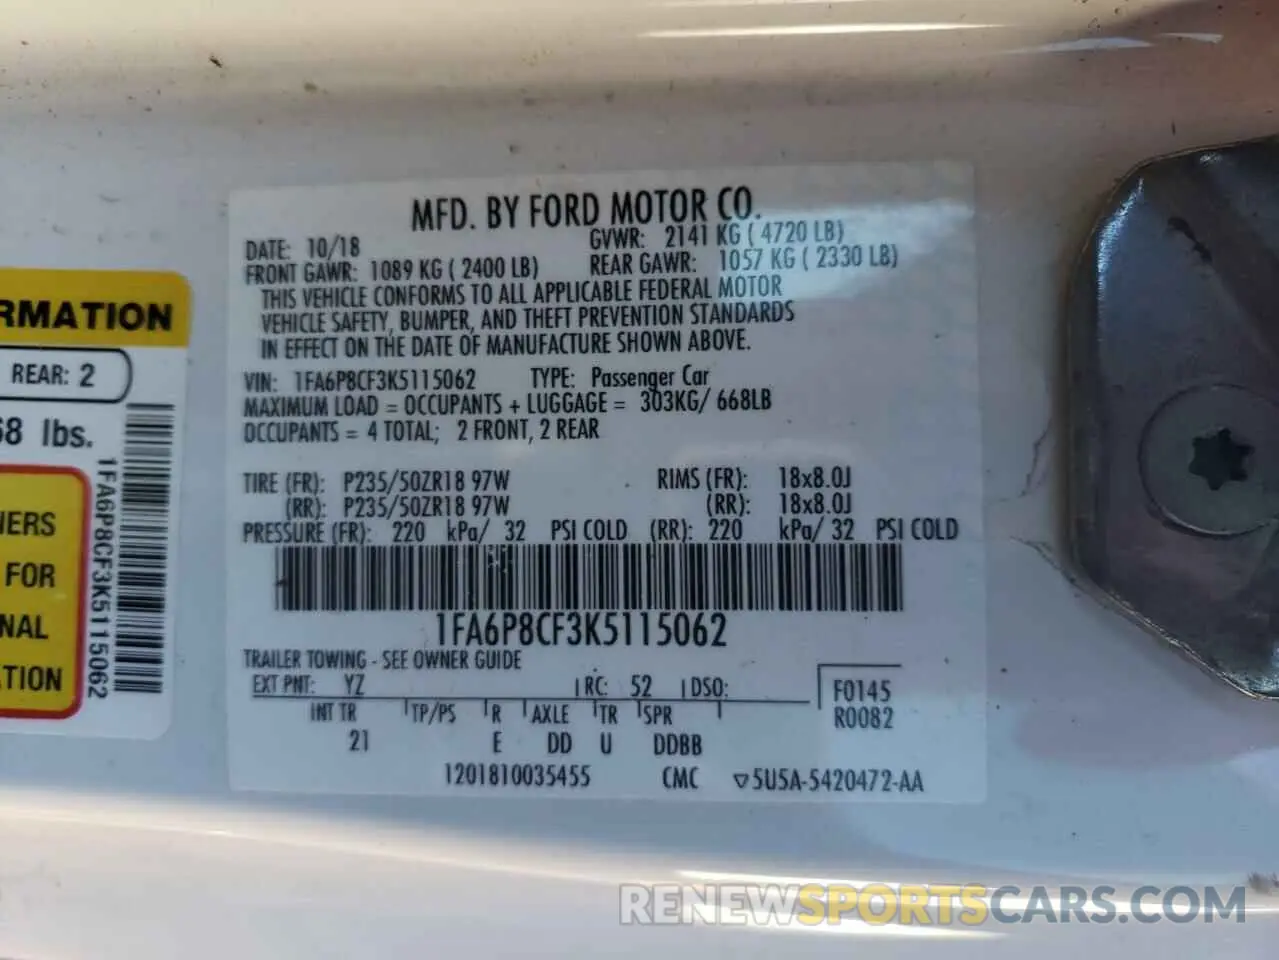 MFD. BY FORD MOTOR CO.
DATE: 10/18 GVWR: 2141 KG ( 4720 LB)
FRONT GAWR: 1089 KG ( 2400 LB) REAR GAWR: 1057 KG ( 2330 LB)
THIS VEHICLE CONFORMS TO ALL APPLICABLE FEDERAL MOTOR
VEHICLE SAFETY, BUMPER, AND THEFT PREVENTION STANDARDS
IN EFFECT ON THE DATE OF MANUFACTURE SHOWN ABOVE.
VIN: 1FA6P8CF3K5115062 TYPE: Passenger Car
MAXIMUM LOAD = OCCUPANTS + LUGGAGE = 303KG/ 668LB
OCCUPANTS = 4 TOTAL; 2 FRONT, 2 REAR
TIRE (FR): P235/50ZR18 97W RIMS (FR): 18x8.0J
(RR): P235/50ZR18 97W (RR): 18x8.0J
PRESSURE (FR): 220 kPa/ 32 PSI COLD (RR): 220 kPa/ 32 PSI COLD
1FA6P8CF3K5115062
TRAILER TOWING - SEE OWNER GUIDE
EXT PNT: YZ RC: 52 DSO: F0145
INT TR TP/PS R AXLE TR SPR R0082
21 E DD U DDBB
1201810035455 CMC ▽5U5A-5420472-AA
RMATION
REAR: 2
68 lbs.
NERS
FOR
NAL
TION
1FA6P8CF3K5115062
RENEWSPORTSCARS.COM